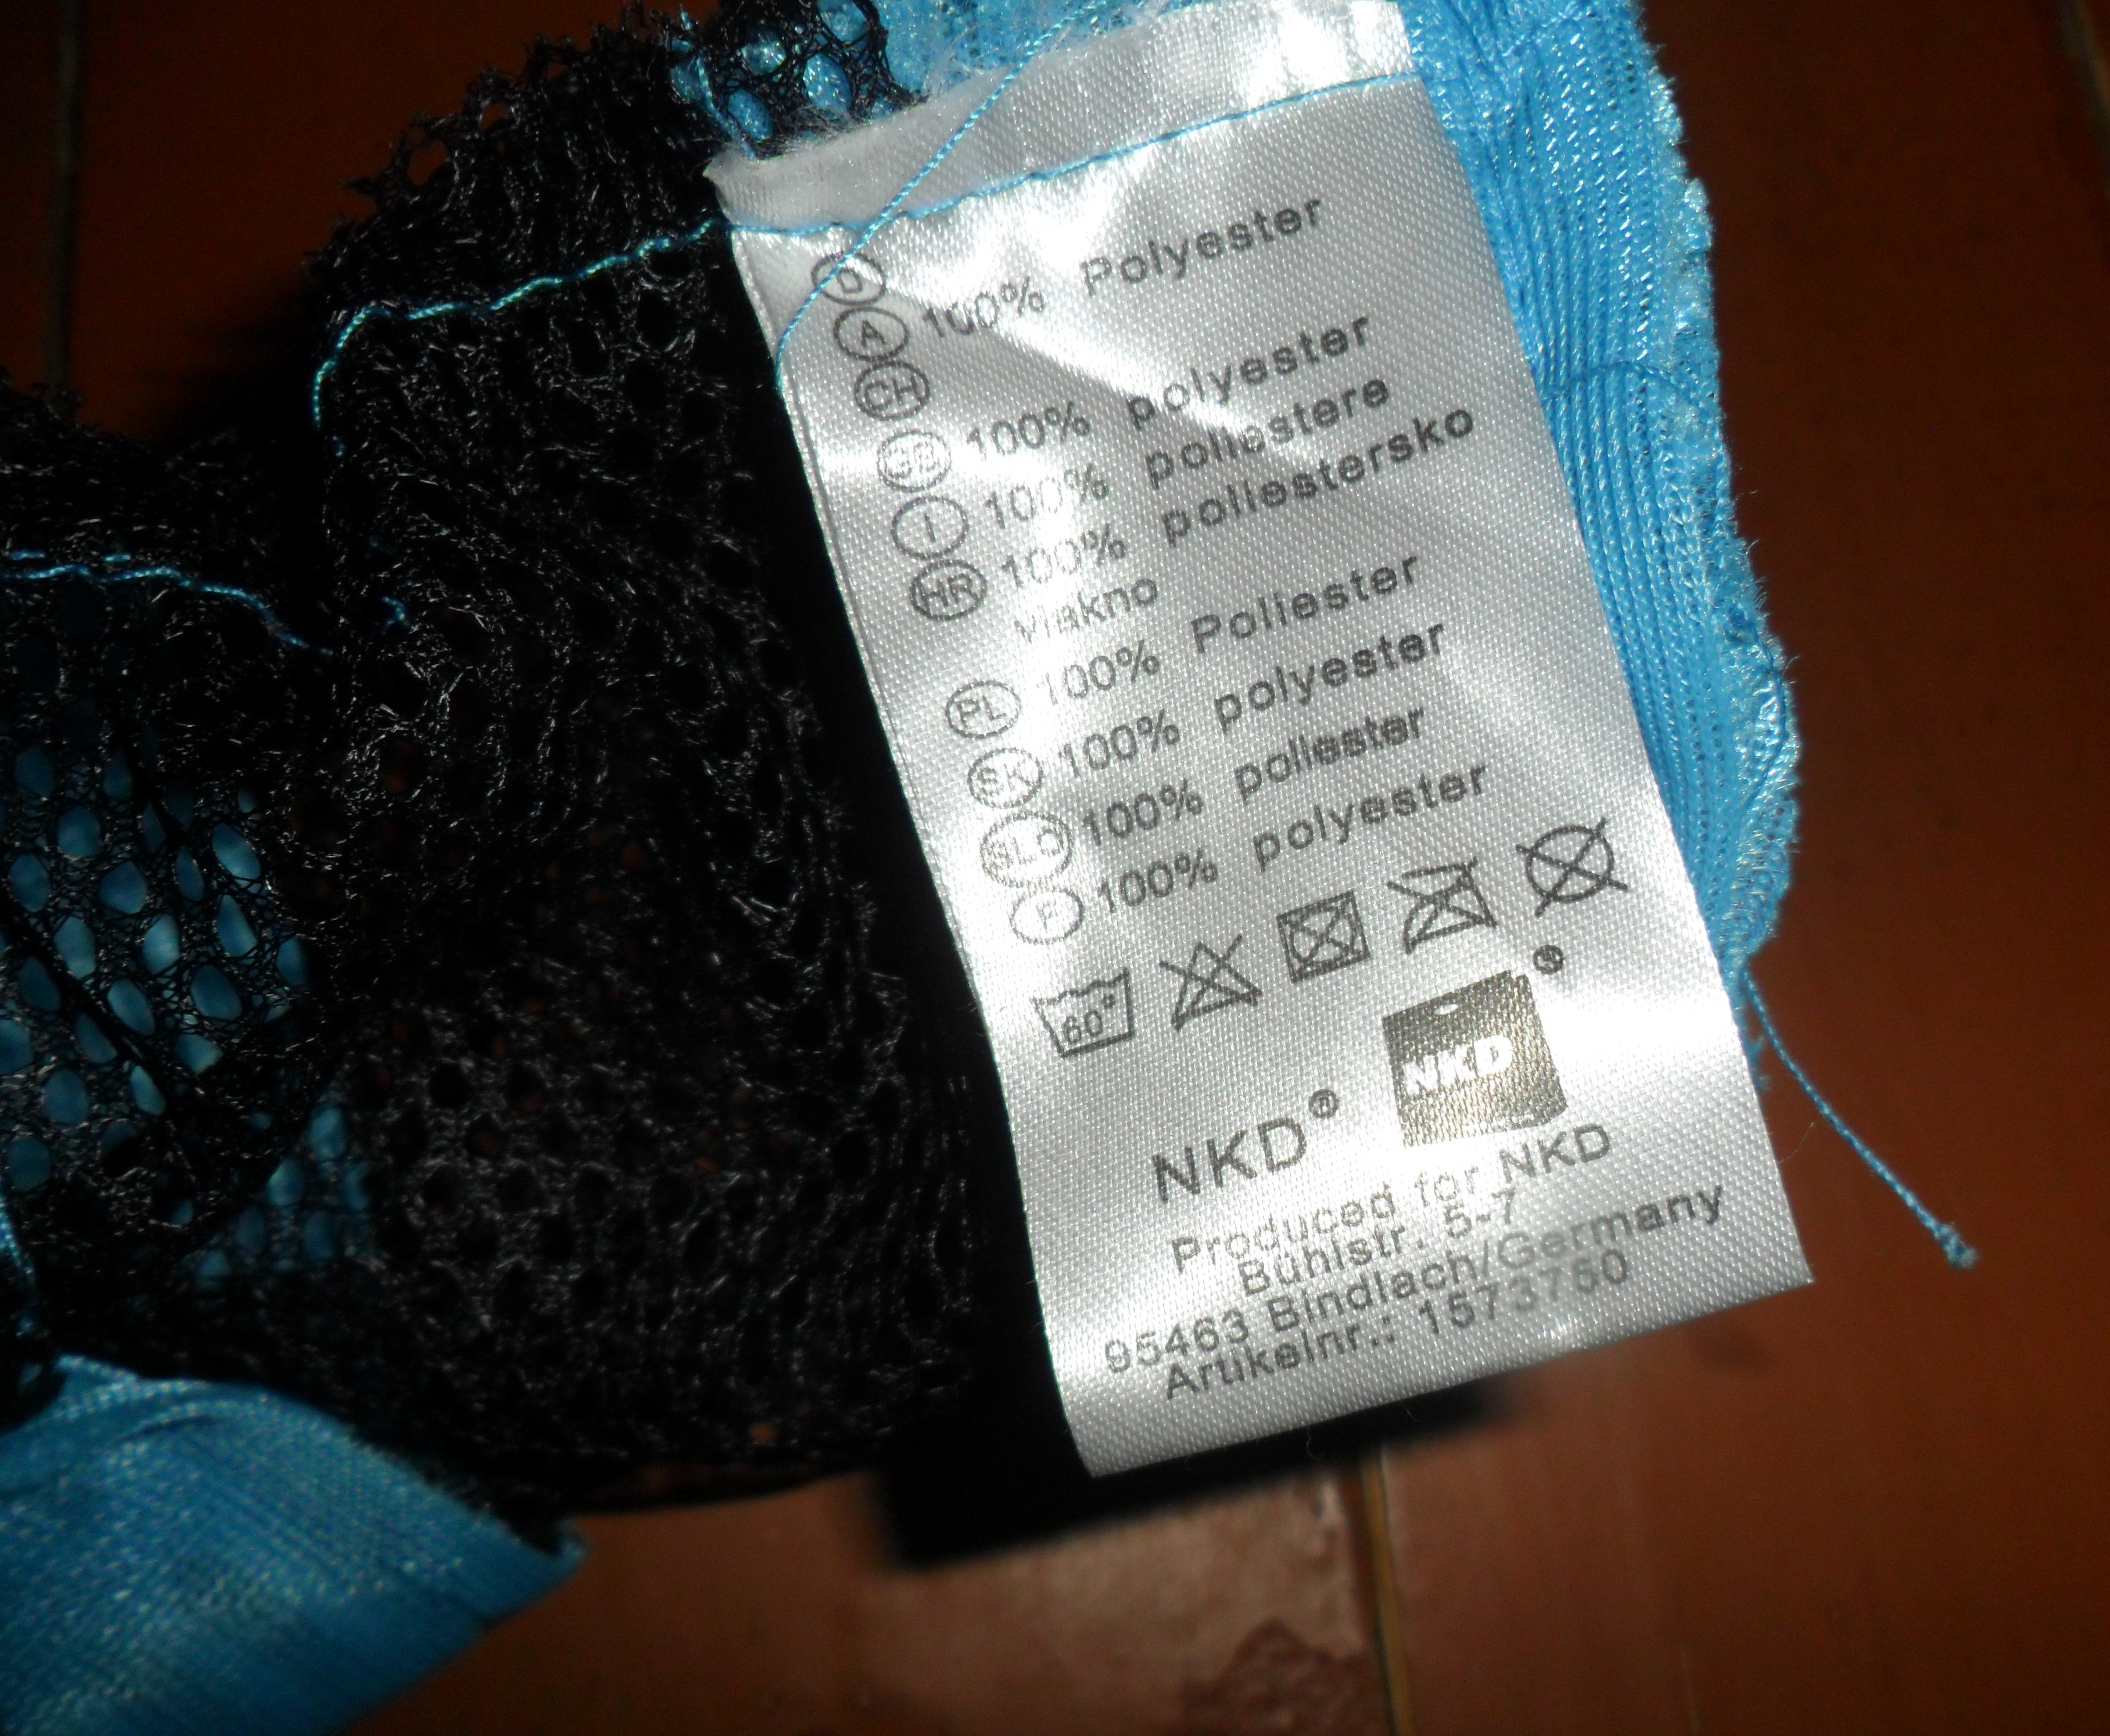 D
A 100% Polyester
CH
GB 100% polyester
I 100% poliestere
HR 100% poliestersko
vlakno
PL 100% Poliester
SK 100% polyester
SLO 100% poliester
F 100% polyester
60°
NKD® NKD®
Produced for NKD
Bühlstr. 5-7
95463 Bindlach/Germany
Artikelnr.: 1573750